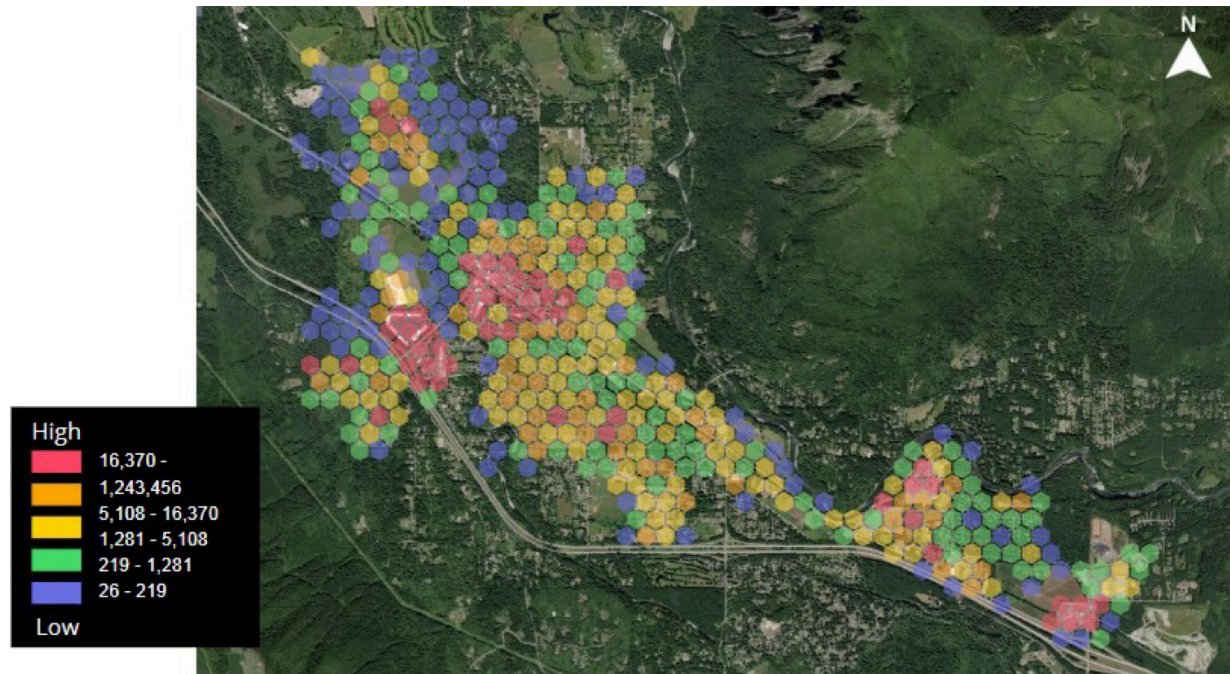 N
High
16,370 -
1,243,456
5,108 - 16,370
1,281 - 5,108
219 - 1,281
26 - 219
Low